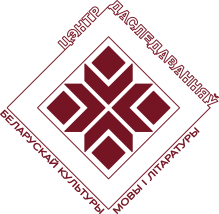 ЦЭНТР ДАСЛЕДАВАННЯЎ
БЕЛАРУСКАЙ КУЛЬТУРЫ
МОВЫ І ЛІТАРАТУРЫ